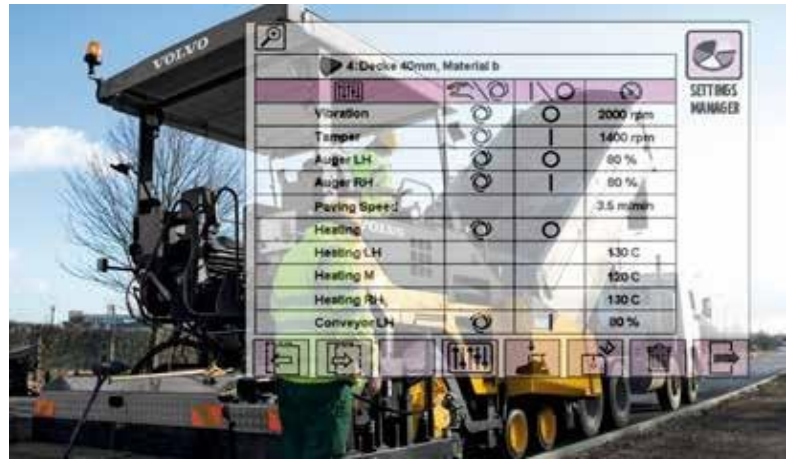 VOLVO
4:Decke 40mm, Material b
SETTINGS
MANAGER
Vibration 2000 rpm
Tamper 1400 rpm
Auger LH 80 %
Auger RH 80 %
Paving Speed 3.5 m/min
Heating
Heating LH 130 C
Heating M 120 C
Heating RH 130 C
Conveyor LH 80 %
VOLVO